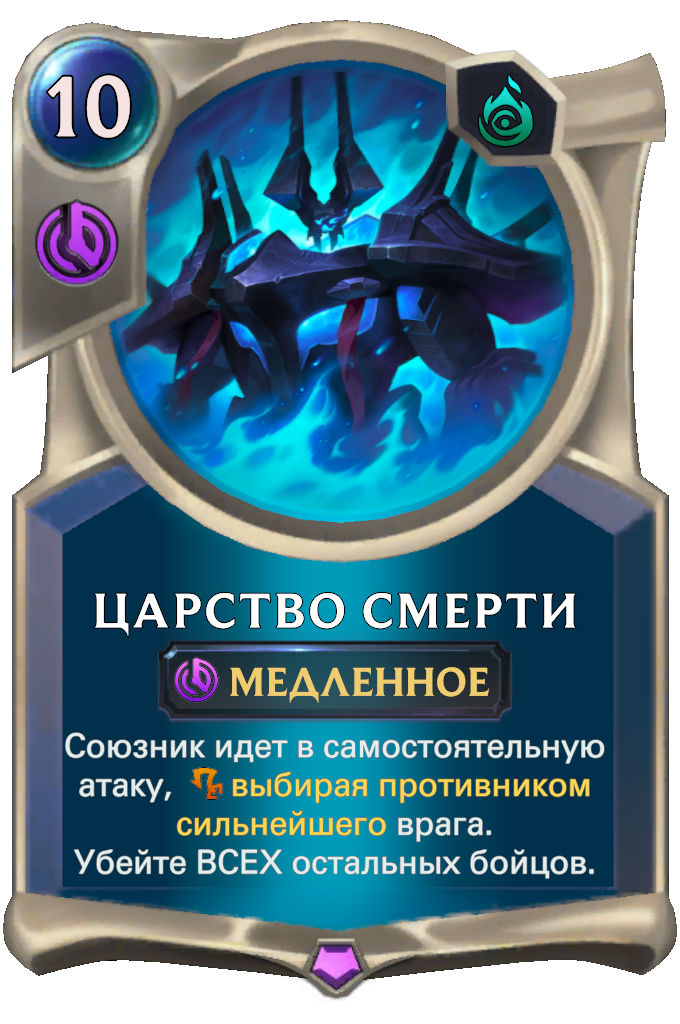 10
ЦАРСТВО СМЕРТИ
МЕДЛЕННОЕ
Союзник идет в самостоятельную
атаку, выбирая противником
сильнейшего врага.
Убейте ВСЕХ остальных бойцов.